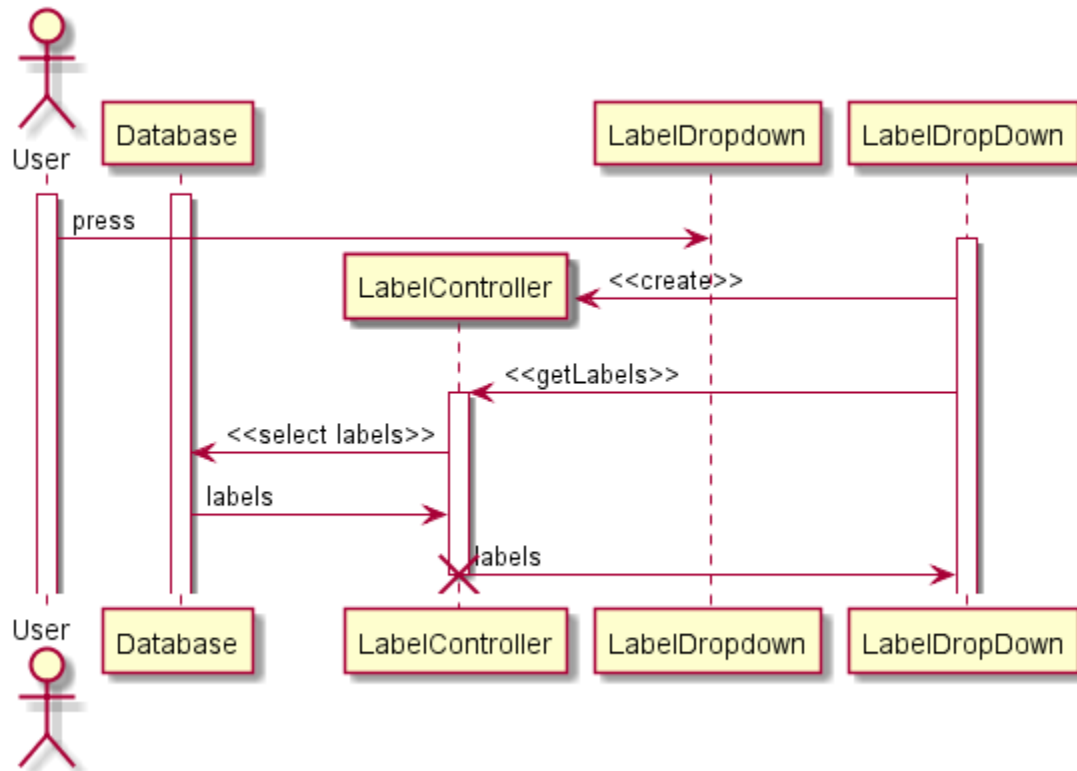 User
Database
LabelDropdown
LabelDropDown
press
LabelController
<<create>>
<<getLabels>>
<<select labels>>
labels
labels
User
Database
LabelController
LabelDropdown
LabelDropDown